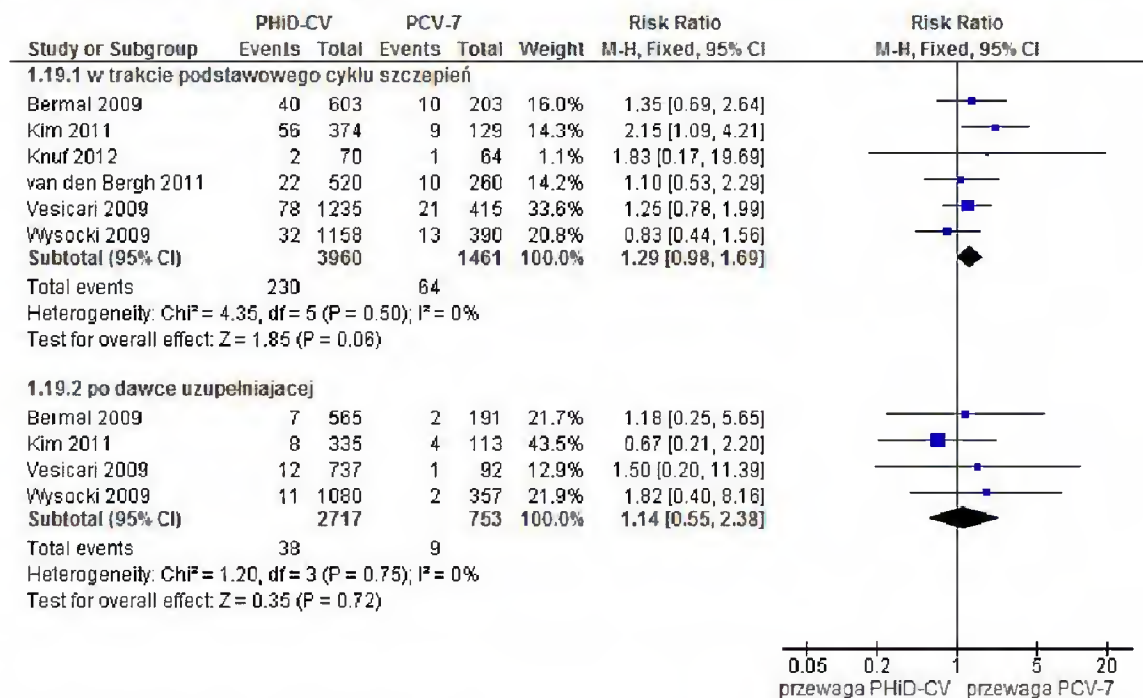 PHiD-CV PCV-7 Risk Ratio Risk Ratio
Study or Subgroup Events Total Events Total Weight M-H, Fixed, 95% CI M-H, Fixed, 95% CI
1.19.1 w trakcie podstawowego cyklu szczepień
Bermal 2009 40 603 10 203 16.0% 1.35 [0.69, 2.64]
Kim 2011 56 374 9 129 14.3% 2.15 [1.09, 4.21]
Knuf 2012 2 70 1 64 1.1% 1.83 [0.17, 19.69]
van den Bergh 2011 22 520 10 260 14.2% 1.10 [0.53, 2.29]
Vesicari 2009 78 1235 21 415 33.6% 1.25 [0.78, 1.99]
Wysocki 2009 32 1158 13 390 20.8% 0.83 [0.44, 1.56]
Subtotal (95% CI) 3960 1461 100.0% 1.29 [0.98, 1.69]
Total events 230 64
Heterogeneity: Chi² = 4.35, df = 5 (P = 0.50); I² = 0%
Test for overall effect: Z = 1.85 (P = 0.06)
1.19.2 po dawce uzupełniajacej
Bermal 2009 7 565 2 191 21.7% 1.18 [0.25, 5.65]
Kim 2011 8 335 4 113 43.5% 0.67 [0.21, 2.20]
Vesicari 2009 12 737 1 92 12.9% 1.50 [0.20, 11.39]
Wysocki 2009 11 1080 2 357 21.9% 1.82 [0.40, 8.16]
Subtotal (95% CI) 2717 753 100.0% 1.14 [0.55, 2.38]
Total events 38 9
Heterogeneity: Chi² = 1.20, df = 3 (P = 0.75); I² = 0%
Test for overall effect: Z = 0.35 (P = 0.72)
0.05 0.2 1 5 20
przewaga PHiD-CV przewaga PCV-7